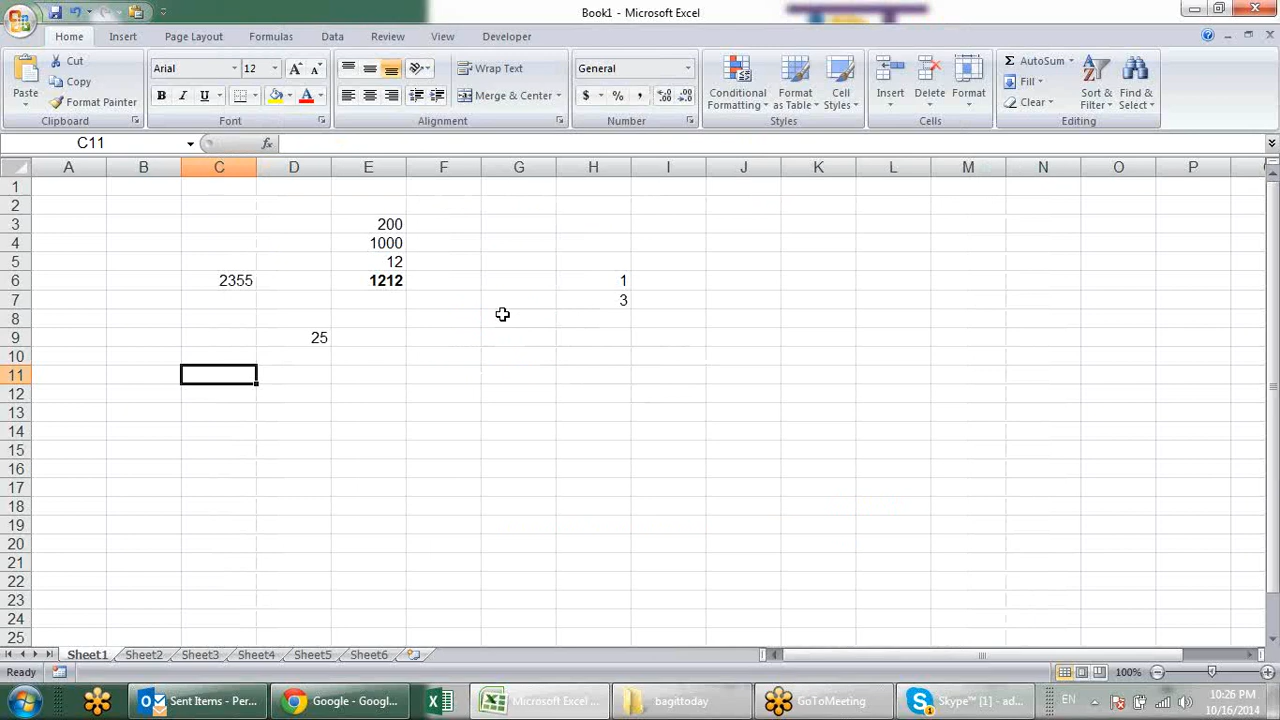 Book1 - Microsoft Excel
Home Insert Page Layout Formulas Data Review View Developer
Paste
Cut
Copy
Format Painter
Clipboard
Arial 12
B I U
Font
Wrap Text
Merge & Center
Alignment
General
$ % ,
Number
Conditional Formatting
Format as Table
Cell Styles
Styles
Insert Delete Format
Cells
Σ AutoSum
Fill
Clear
Sort & Filter
Find & Select
Editing
C11 fx
A B C D E F G H I J K L M N O P
1
2
3 200
4 1000
5 12
6 2355 1212 1
7 3
8
9 25
10
11
12
13
14
15
16
17
18
19
20
21
22
23
24
25
Sheet1 Sheet2 Sheet3 Sheet4 Sheet5 Sheet6
Ready 100%
Sent Items - Per... Google - Googl... Microsoft Excel ... bagittoday GoToMeeting Skype™ [1] - ad... EN 10:26 PM
10/16/2014